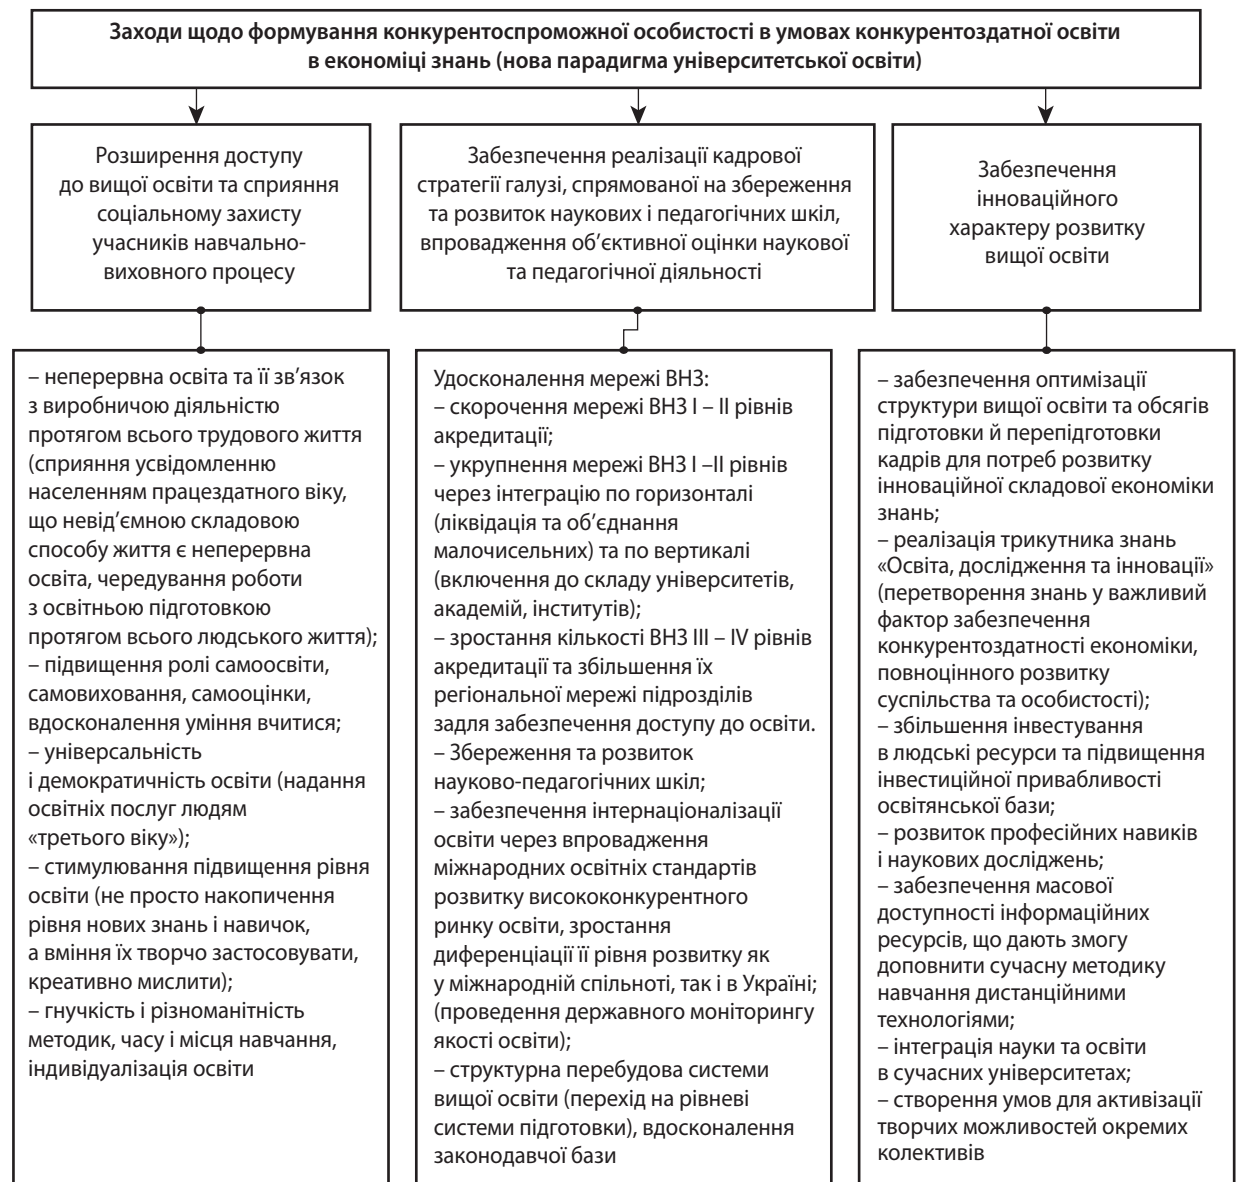 Заходи щодо формування конкурентоспроможної особистості в умовах конкурентоздатної освіти
в економіці знань (нова парадигма університетської освіти)
Розширення доступу
до вищої освіти та сприяння
соціальному захисту
учасників навчально-
виховного процесу
Забезпечення реалізації кадрової
стратегії галузі, спрямованої на збереження
та розвиток наукових і педагогічних шкіл,
впровадження об’єктивної оцінки наукової
та педагогічної діяльності
Забезпечення
інноваційного
характеру розвитку
вищої освіти
– неперервна освіта та її зв’язок
з виробничою діяльністю
протягом всього трудового життя
(сприяння усвідомленню
населенням працездатного віку,
що невід’ємною складовою
способу життя є неперервна
освіта, чередування роботи
з освітньою підготовкою
протягом всього людського життя);
– підвищення ролі самоосвіти,
самовиховання, самооцінки,
вдосконалення уміння вчитися;
– універсальність
і демократичність освіти (надання
освітніх послуг людям
«третього віку»);
– стимулювання підвищення рівня
освіти (не просто накопичення
рівня нових знань і навичок,
а вміння їх творчо застосовувати,
креативно мислити);
– гнучкість і різноманітність
методик, часу і місця навчання,
індивідуалізація освіти
Удосконалення мережі ВНЗ:
– скорочення мережі ВНЗ І – ІІ рівнів
акредитації;
– укрупнення мережі ВНЗ І –ІІ рівнів
через інтеграцію по горизонталі
(ліквідація та об’єднання
малочисельних) та по вертикалі
(включення до складу університетів,
академій, інститутів);
– зростання кількості ВНЗ ІІІ – IV рівнів
акредитації та збільшення їх
регіональної мережі підрозділів
задля забезпечення доступу до освіти.
– Збереження та розвиток
науково-педагогічних шкіл;
– забезпечення інтернаціоналізації
освіти через впровадження
міжнародних освітніх стандартів
розвитку висококонкурентного
ринку освіти, зростання
диференціації її рівня розвитку як
у міжнародній спільноті, так і в Україні;
(проведення державного моніторингу
якості освіти);
– структурна перебудова системи
вищої освіти (перехід на рівневі
системи підготовки), вдосконалення
законодавчої бази
– забезпечення оптимізації
структури вищої освіти та обсягів
підготовки й перепідготовки
кадрів для потреб розвитку
інноваційної складової економіки
знань;
– реалізація трикутника знань
«Освіта, дослідження та інновації»
(перетворення знань у важливий
фактор забезпечення
конкурентоздатності економіки,
повноцінного розвитку
суспільства та особистості);
– збільшення інвестування
в людські ресурси та підвищення
інвестиційної привабливості
освітянської бази;
– розвиток професійних навиків
і наукових досліджень;
– забезпечення масової
доступності інформаційних
ресурсів, що дають змогу
доповнити сучасну методику
навчання дистанційними
технологіями;
– інтеграція науки та освіти
в сучасних університетах;
– створення умов для активізації
творчих можливостей окремих
колективів